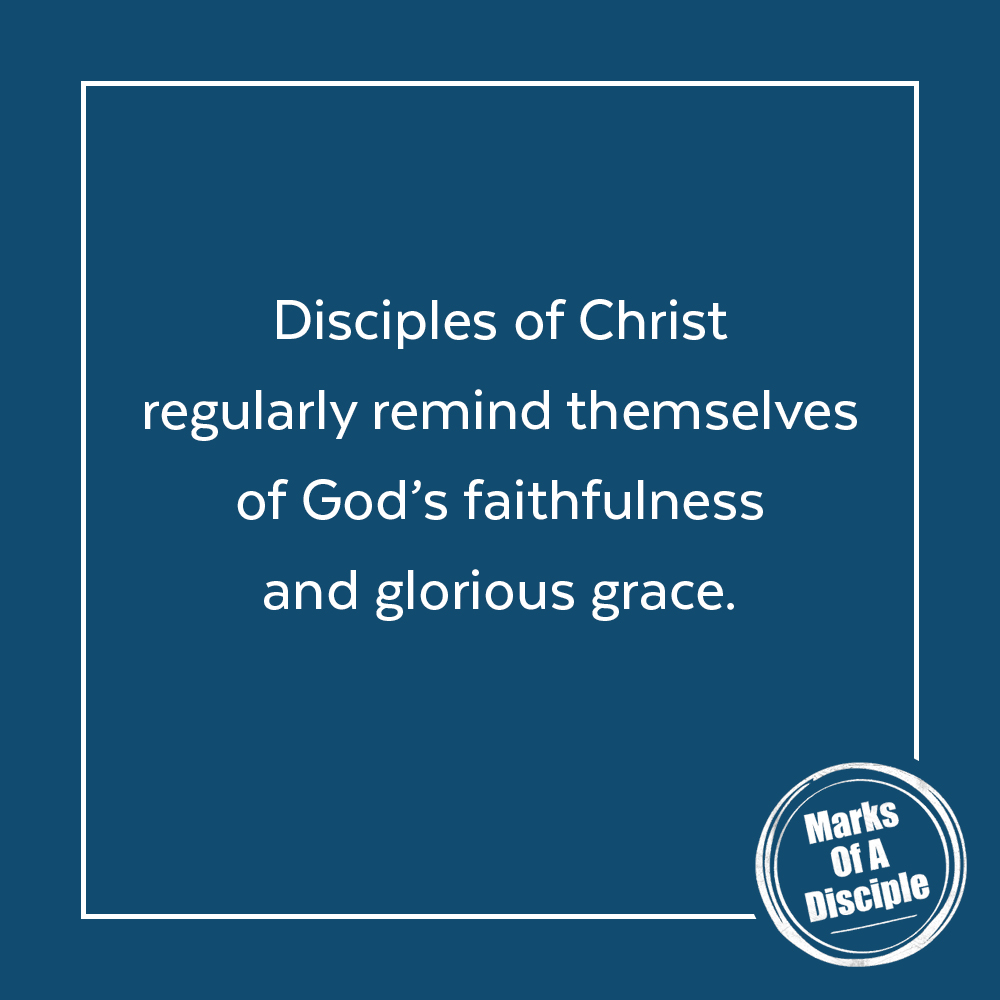 Disciples of Christ
regularly remind themselves
of God’s faithfulness
and glorious grace.
Marks
Of A
Disciple